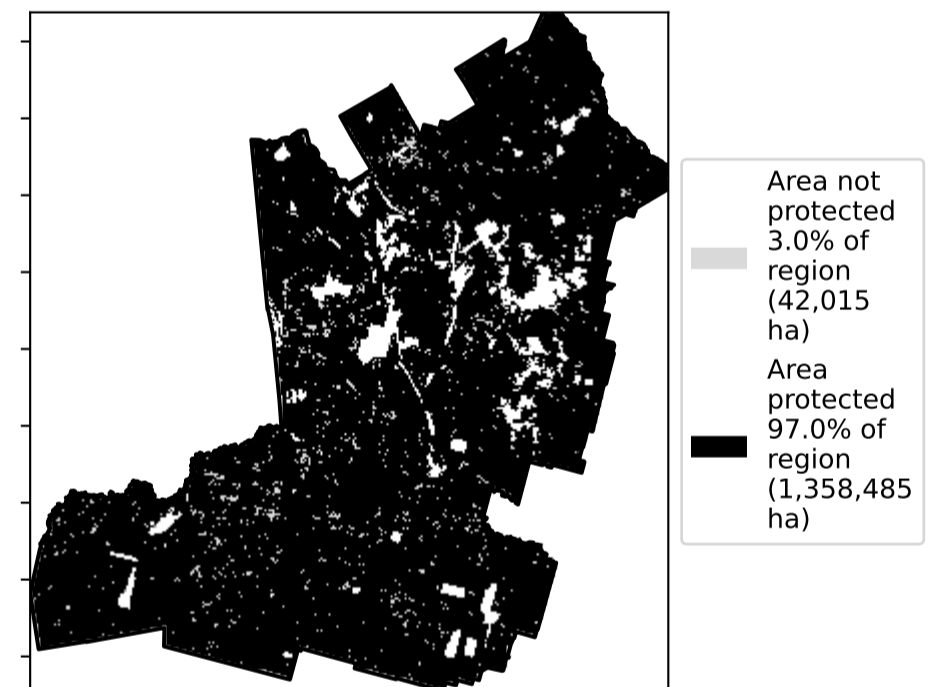 Area not
protected
3.0% of
region
(42,015
ha)
Area
protected
97.0% of
region
(1,358,485
ha)